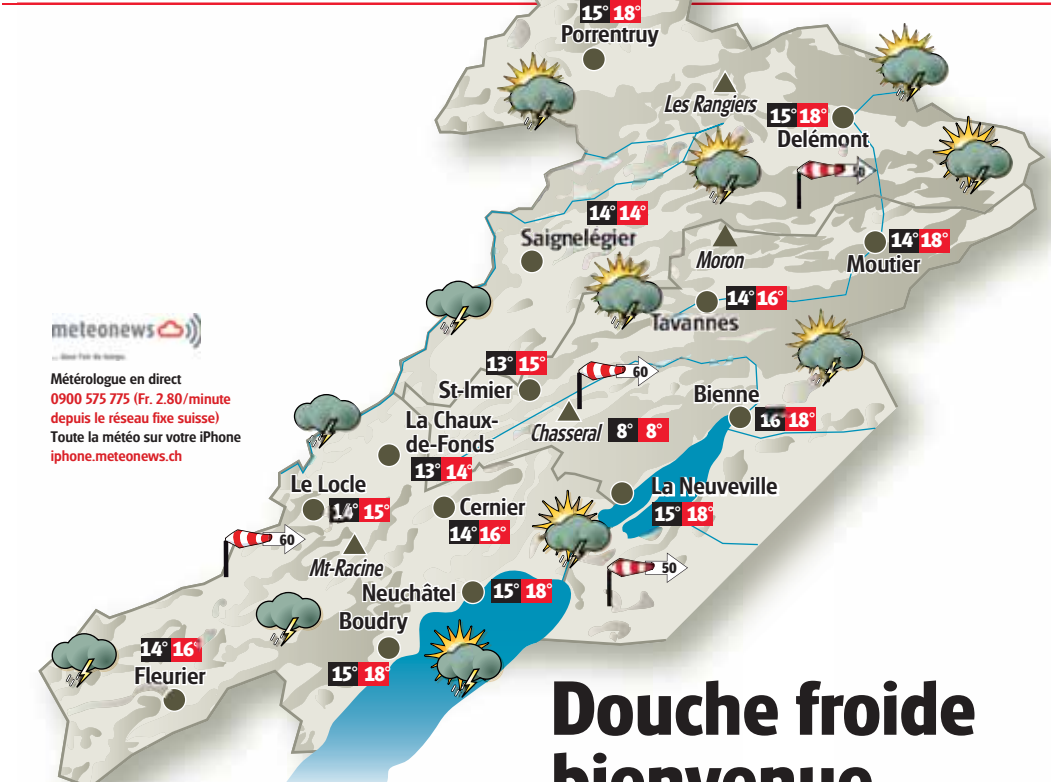 15° 18°
Porrentruy
Les Rangiers
15° 18°
Delémont
50
14° 14°
Saignelégier
Moron
14° 18°
Moutier
14° 16°
Tavannes
meteonews
Métérologue en direct
0900 575 775 (Fr. 2.80/minute
depuis le réseau fixe suisse)
Toute la météo sur votre iPhone
iphone.meteonews.ch
13° 15°
St-Imier
60
Chasseral 8° 8°
Bienne
16° 18°
La Chaux-
de-Fonds
13° 14°
Le Locle
14° 15°
Cernier
14° 16°
La Neuveville
15° 18°
60
Mt-Racine
50
Neuchâtel 15° 18°
Boudry
15° 18°
14° 16°
Fleurier
Douche froide
bienvenue